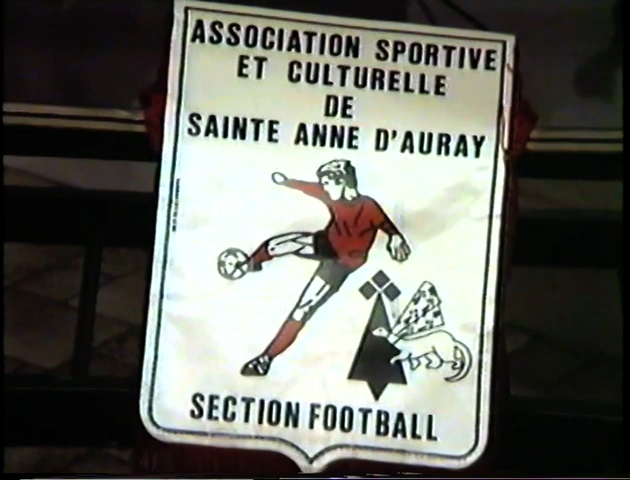 ASSOCIATION SPORTIVE
ET CULTURELLE
DE
SAINTE ANNE D'AURAY
SECTION FOOTBALL